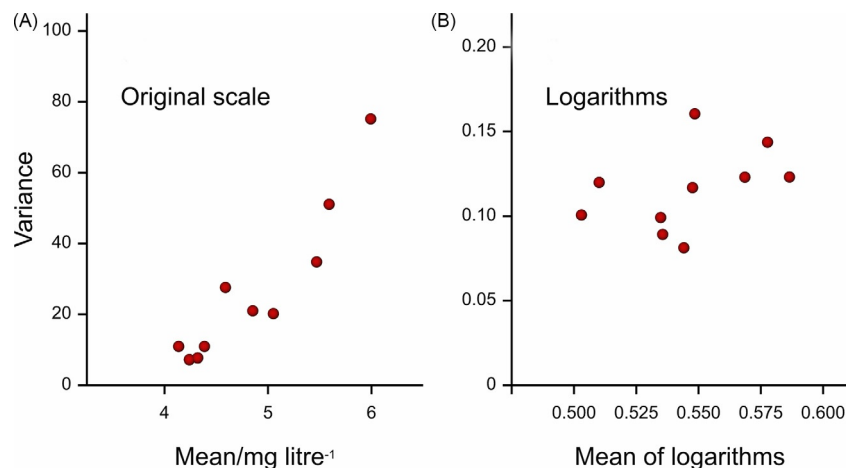 (A)
100
80
60
40
20
0
Variance
Original scale
4
5
6
Mean/mg litre-1
(B)
0.20
0.15
0.10
0.05
0
Logarithms
0.500
0.525
0.550
0.575
0.600
Mean of logarithms